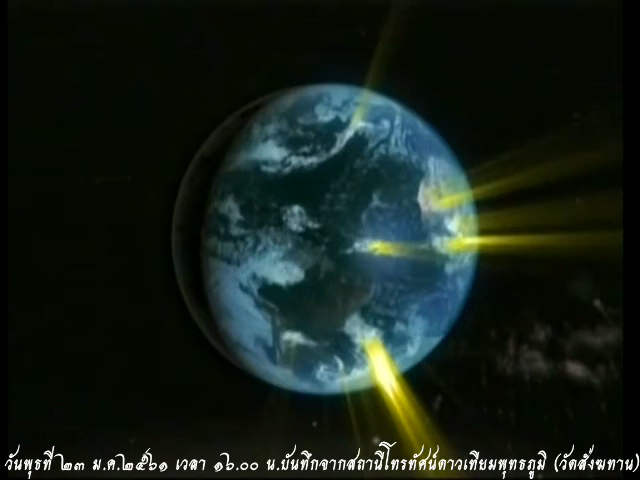 วันพุธที่ ๒๓ ม.ค.๒๕๖๑ เวลา ๑๖.๐๐ น.บันทึกจากสถานีโทรทัศน์ดาวเทียมพุทธภูมิ (วัดสังฆทาน)